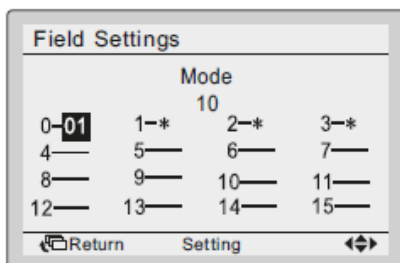 Field Settings
Mode
10
0-01 1-* 2-* 3-*
4— 5— 6— 7—
8— 9— 10— 11—
12— 13— 14— 15—
Return Setting